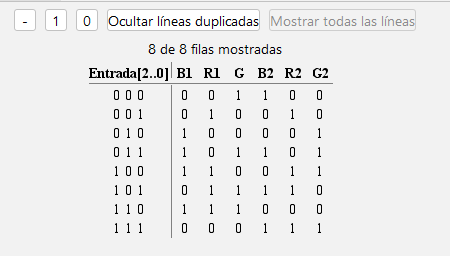 - 1 0 Ocultar líneas duplicadas Mostrar todas las líneas
8 de 8 filas mostradas
Entrada[2..0] B1 R1 G B2 R2 G2
0 0 0 0 0 1 1 0 0
0 0 1 0 1 0 0 1 0
0 1 0 1 0 0 0 0 1
0 1 1 1 0 1 1 0 1
1 0 0 1 1 0 0 1 1
1 0 1 0 1 1 1 1 0
1 1 0 1 1 1 0 0 0
1 1 1 0 0 0 1 1 1